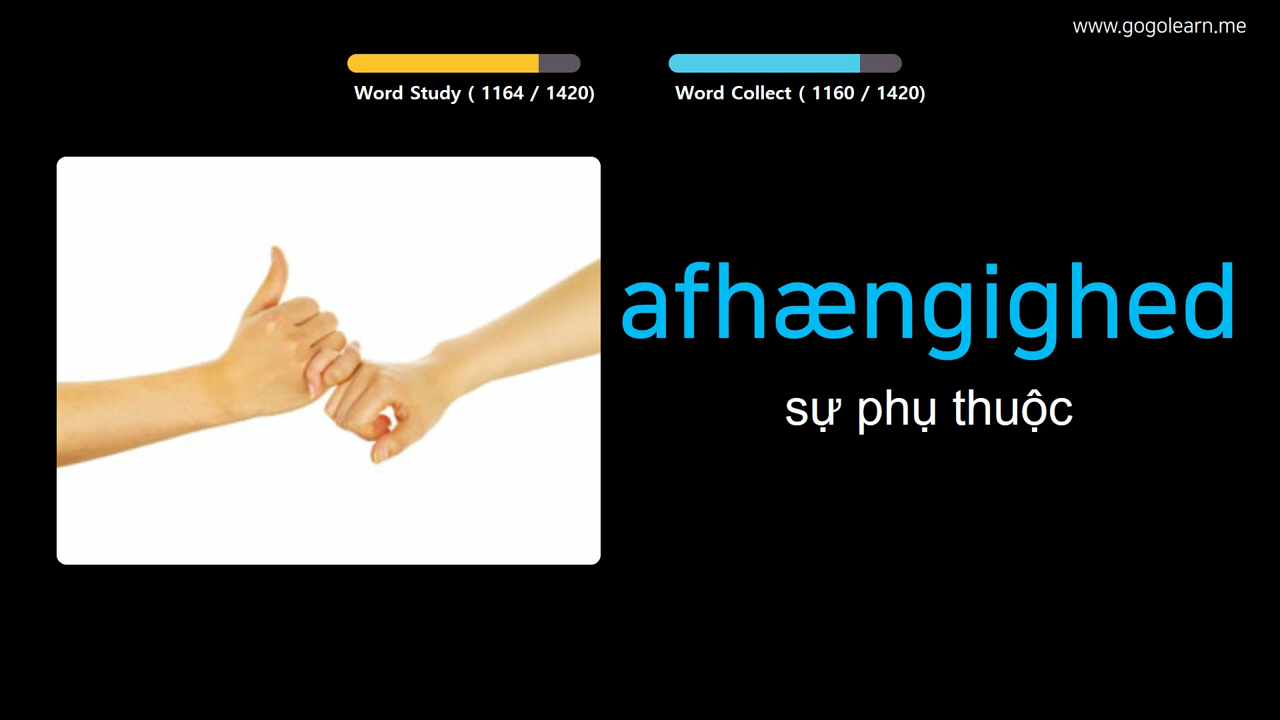 www.gogolearn.me
Word Study ( 1164 / 1420)
Word Collect ( 1160 / 1420)
afhængighed
sự phụ thuộc